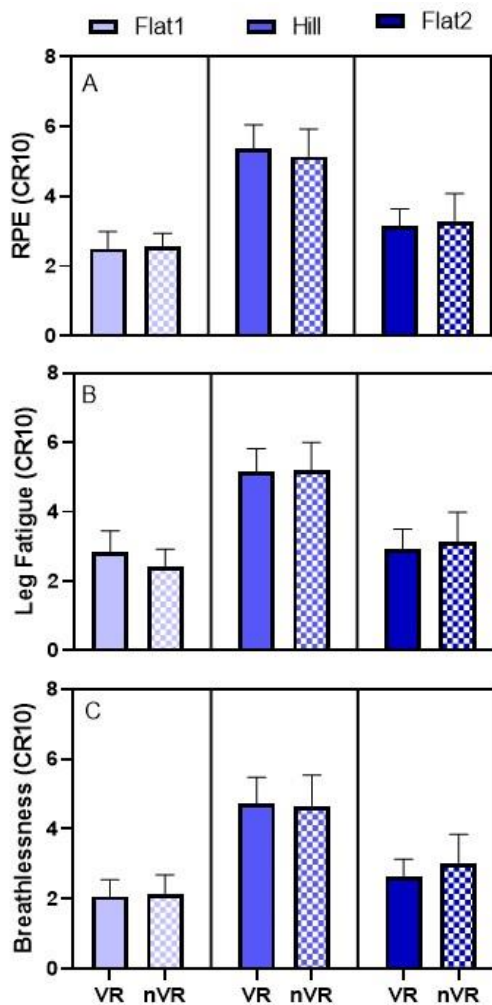 Flat1 Hill Flat2
A
RPE (CR10)
8
6
4
2
0
B
Leg Fatigue (CR10)
8
6
4
2
0
C
Breathlessness (CR10)
8
6
4
2
0
VR nVR VR nVR VR nVR